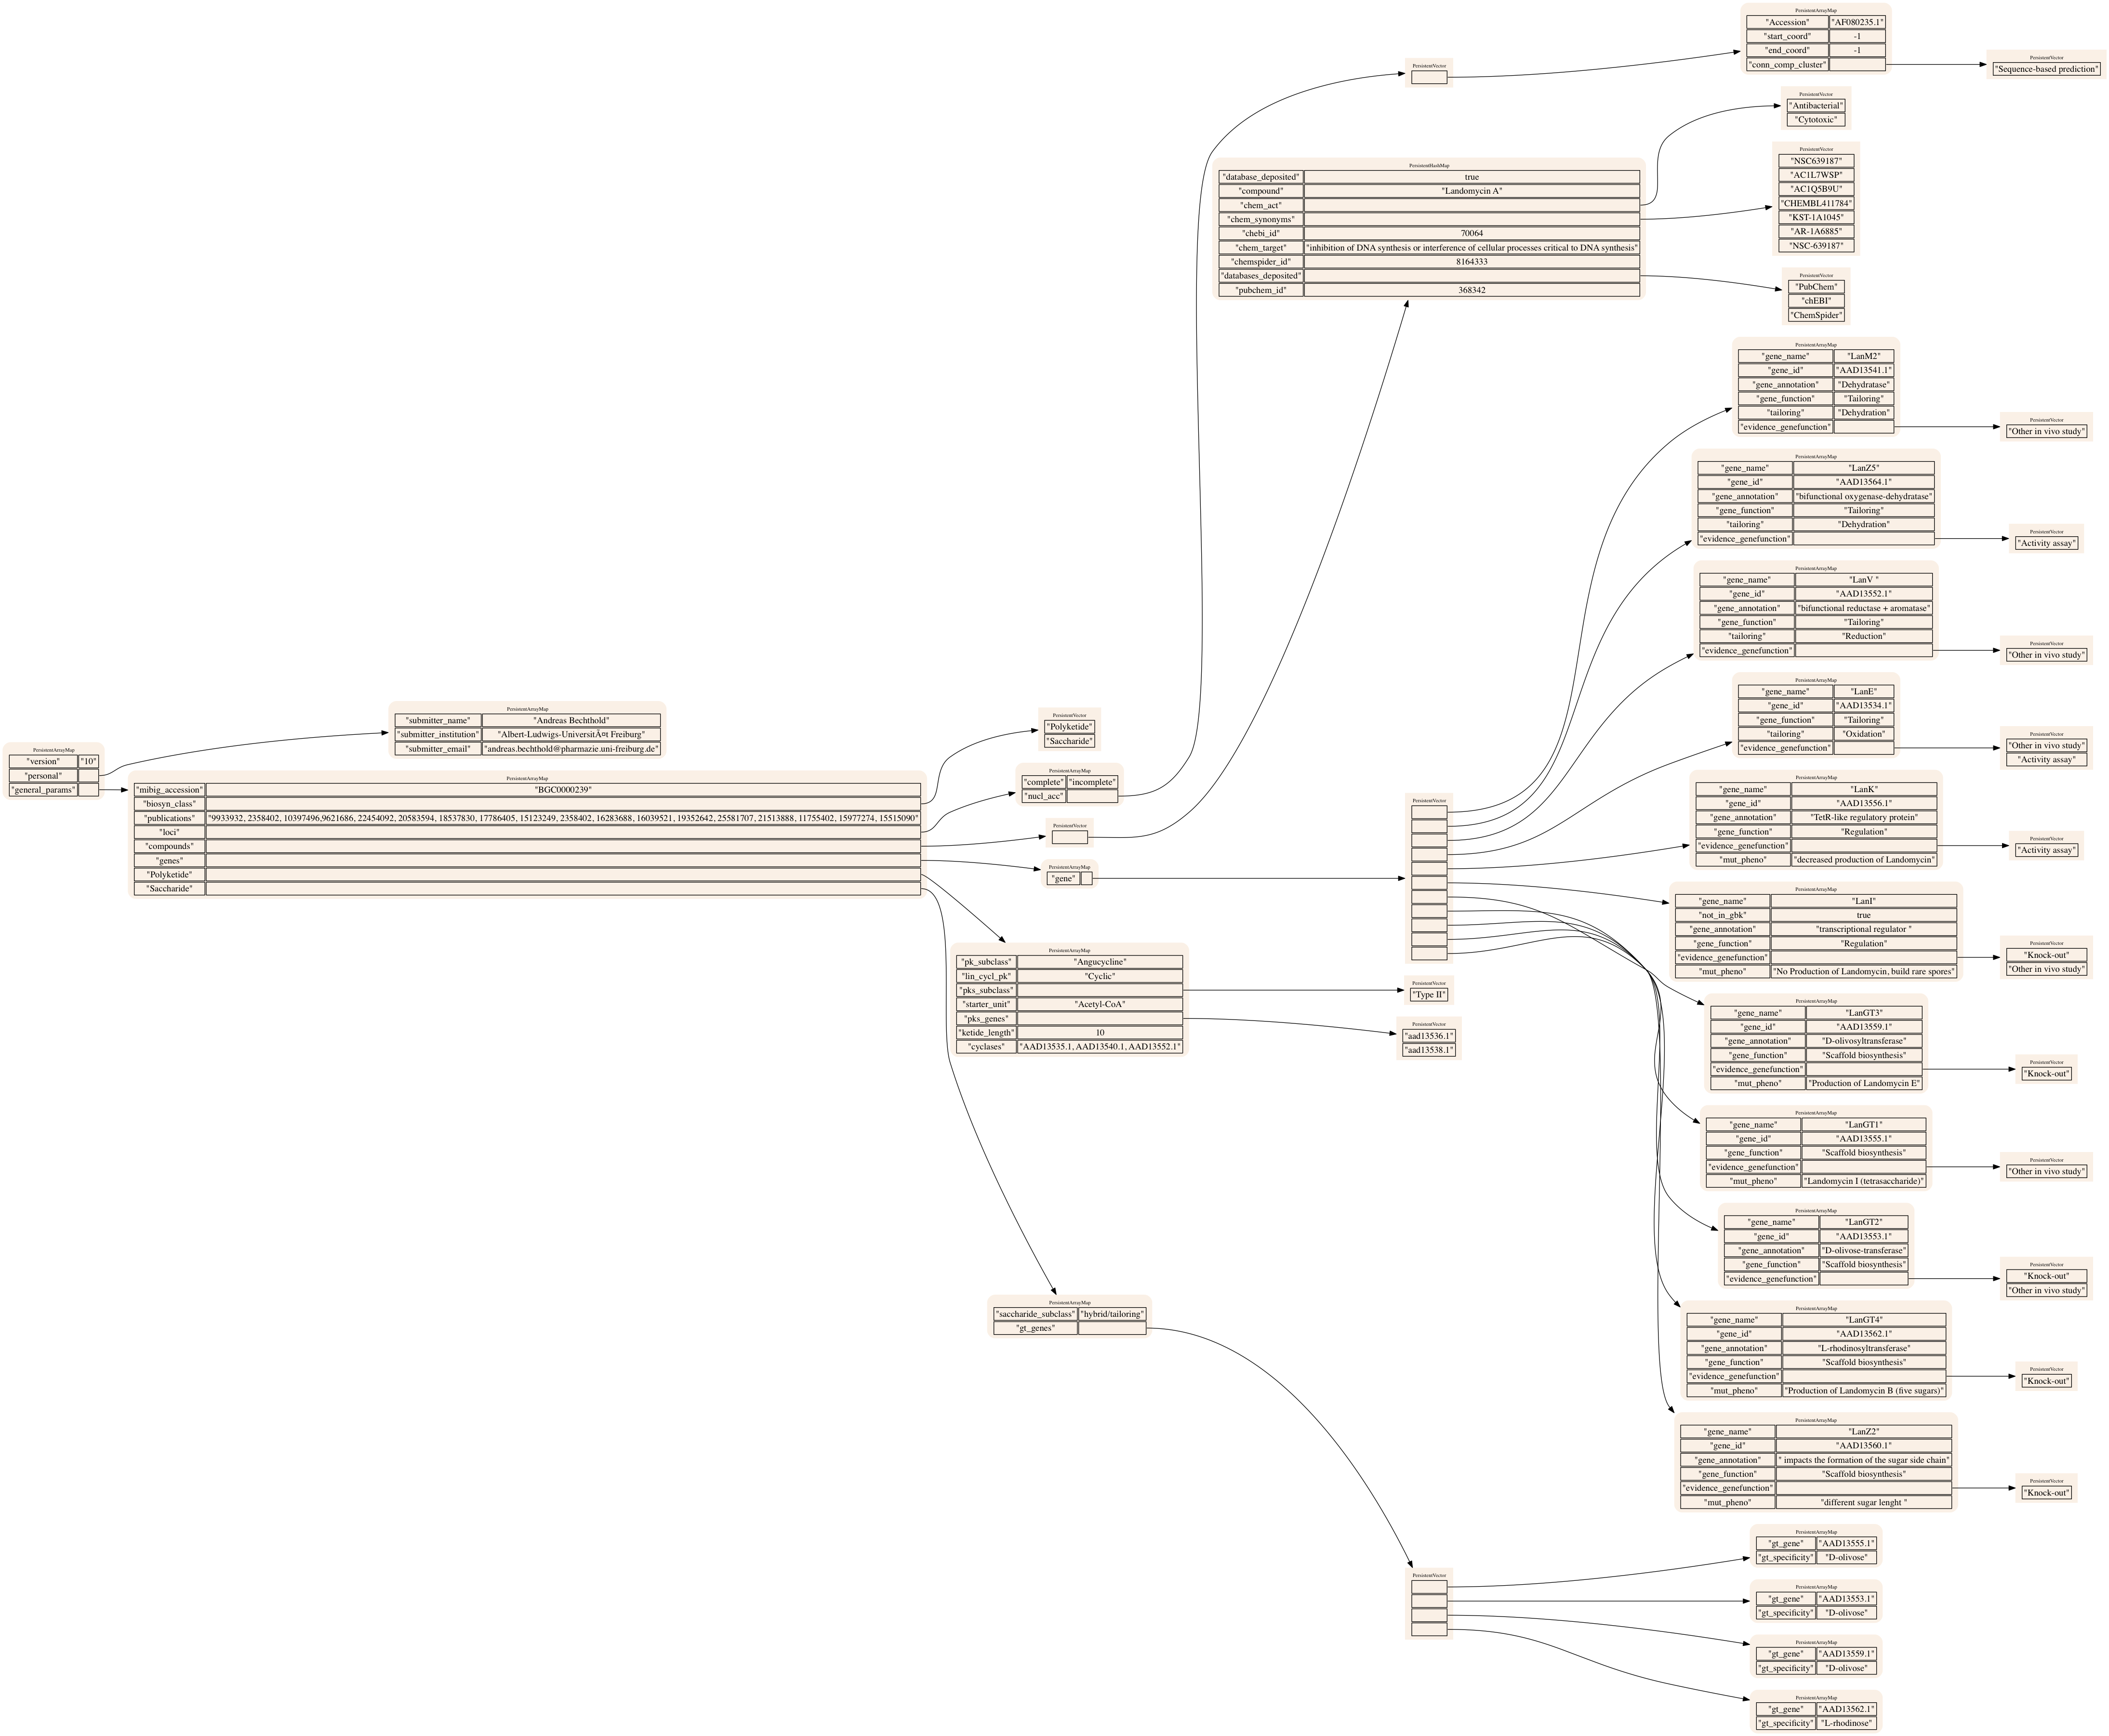 PersistentArrayMap
"version" "10"
"personal"
"general_params"
PersistentArrayMap
"submitter_name" "Andreas Bechthold"
"submitter_institution" "Albert-Ludwigs-UniversitÃ¤t Freiburg"
"submitter_email" "andreas.bechthold@pharmazie.uni-freiburg.de"
PersistentArrayMap
"mibig_accession" "BGC0000239"
"biosyn_class"
"publications" "9933932, 2358402, 10397496,9621686, 22454092, 20583594, 18537830, 17786405, 15123249, 2358402, 16283688, 16039521, 19352642, 25581707, 21513888, 11755402, 15977274, 15515090"
"loci"
"compounds"
"genes"
"Polyketide"
"Saccharide"
PersistentVector
"Polyketide"
"Saccharide"
PersistentArrayMap
"complete" "incomplete"
"nucl_acc"
PersistentVector
PersistentArrayMap
"gene"
PersistentArrayMap
"pk_subclass" "Angucycline"
"lin_cycl_pk" "Cyclic"
"pks_subclass"
"starter_unit" "Acetyl-CoA"
"pks_genes"
"ketide_length" 10
"cyclases" "AAD13535.1, AAD13540.1, AAD13552.1"
PersistentArrayMap
"saccharide_subclass" "hybrid/tailoring"
"gt_genes"
PersistentVector
PersistentHashMap
"database_deposited" true
"compound" "Landomycin A"
"chem_act"
"chem_synonyms"
"chebi_id" 70064
"chem_target" "inhibition of DNA synthesis or interference of cellular processes critical to DNA synthesis"
"chemspider_id" 8164333
"databases_deposited"
"pubchem_id" 368342
PersistentVector
PersistentVector
"Type II"
PersistentVector
"aad13536.1"
"aad13538.1"
PersistentVector
PersistentArrayMap
"Accession" "AF080235.1"
"start_coord" -1
"end_coord" -1
"conn_comp_cluster"
PersistentVector
"Sequence-based prediction"
PersistentVector
"Antibacterial"
"Cytotoxic"
PersistentVector
"NSC639187"
"AC1L7WSP"
"AC1Q5B9U"
"CHEMBL411784"
"KST-1A1045"
"AR-1A6885"
"NSC-639187"
PersistentVector
"PubChem"
"chEBI"
"ChemSpider"
PersistentArrayMap
"gene_name" "LanM2"
"gene_id" "AAD13541.1"
"gene_annotation" "Dehydratase"
"gene_function" "Tailoring"
"tailoring" "Dehydration"
"evidence_genefunction"
PersistentVector
"Other in vivo study"
PersistentArrayMap
"gene_name" "LanZ5"
"gene_id" "AAD13564.1"
"gene_annotation" "bifunctional oxygenase-dehydratase"
"gene_function" "Tailoring"
"tailoring" "Dehydration"
"evidence_genefunction"
PersistentVector
"Activity assay"
PersistentArrayMap
"gene_name" "LanV "
"gene_id" "AAD13552.1"
"gene_annotation" "bifunctional reductase + aromatase"
"gene_function" "Tailoring"
"tailoring" "Reduction"
"evidence_genefunction"
PersistentVector
"Other in vivo study"
PersistentArrayMap
"gene_name" "LanE"
"gene_id" "AAD13534.1"
"gene_function" "Tailoring"
"tailoring" "Oxidation"
"evidence_genefunction"
PersistentVector
"Other in vivo study"
"Activity assay"
PersistentArrayMap
"gene_name" "LanK"
"gene_id" "AAD13556.1"
"gene_annotation" "TetR-like regulatory protein"
"gene_function" "Regulation"
"evidence_genefunction"
"mut_pheno" "decreased production of Landomycin"
PersistentVector
"Activity assay"
PersistentArrayMap
"gene_name" "LanI"
"not_in_gbk" true
"gene_annotation" "transcriptional regulator "
"gene_function" "Regulation"
"evidence_genefunction"
"mut_pheno" "No Production of Landomycin, build rare spores"
PersistentVector
"Knock-out"
"Other in vivo study"
PersistentArrayMap
"gene_name" "LanGT3"
"gene_id" "AAD13559.1"
"gene_annotation" "D-olivosyltransferase"
"gene_function" "Scaffold biosynthesis"
"evidence_genefunction"
"mut_pheno" "Production of Landomycin E"
PersistentVector
"Knock-out"
PersistentArrayMap
"gene_name" "LanGT1"
"gene_id" "AAD13555.1"
"gene_function" "Scaffold biosynthesis"
"evidence_genefunction"
"mut_pheno" "Landomycin I (tetrasaccharide)"
PersistentVector
"Other in vivo study"
PersistentArrayMap
"gene_name" "LanGT2"
"gene_id" "AAD13553.1"
"gene_annotation" "D-olivose-transferase"
"gene_function" "Scaffold biosynthesis"
"evidence_genefunction"
PersistentVector
"Knock-out"
"Other in vivo study"
PersistentArrayMap
"gene_name" "LanGT4"
"gene_id" "AAD13562.1"
"gene_annotation" "L-rhodinosyltransferase"
"gene_function" "Scaffold biosynthesis"
"evidence_genefunction"
"mut_pheno" "Production of Landomycin B (five sugars)"
PersistentVector
"Knock-out"
PersistentArrayMap
"gene_name" "LanZ2"
"gene_id" "AAD13560.1"
"gene_annotation" " impacts the formation of the sugar side chain"
"gene_function" "Scaffold biosynthesis"
"evidence_genefunction"
"mut_pheno" "different sugar lenght "
PersistentVector
"Knock-out"
PersistentArrayMap
"gt_gene" "AAD13555.1"
"gt_specificity" "D-olivose"
PersistentArrayMap
"gt_gene" "AAD13553.1"
"gt_specificity" "D-olivose"
PersistentArrayMap
"gt_gene" "AAD13559.1"
"gt_specificity" "D-olivose"
PersistentArrayMap
"gt_gene" "AAD13562.1"
"gt_specificity" "L-rhodinose"
PersistentVector